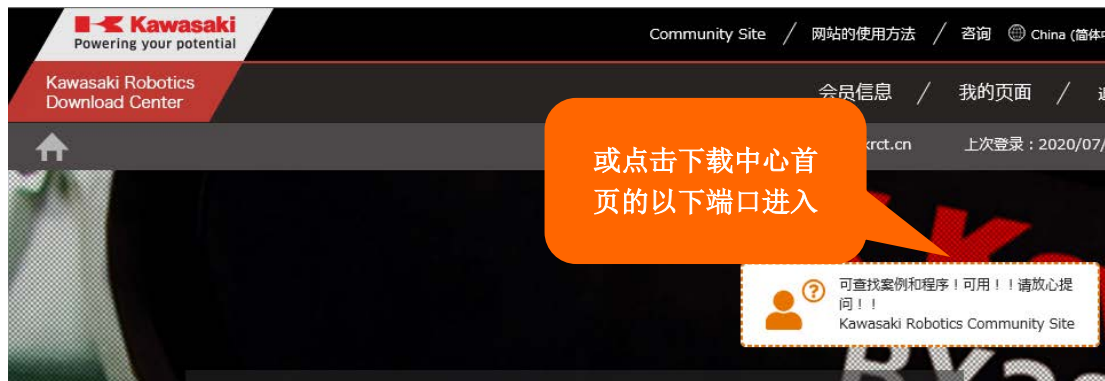 Kawasaki
Powering your potential
Community Site / 网站的使用方法 / 咨询 China (简体中
Kawasaki Robotics
Download Center
会员信息 / 我的页面 /
krct.cn 上次登录：2020/07/
或点击下载中心首
页的以下端口进入
可查找案例和程序！可用！！请放心提
问！！
Kawasaki Robotics Community Site